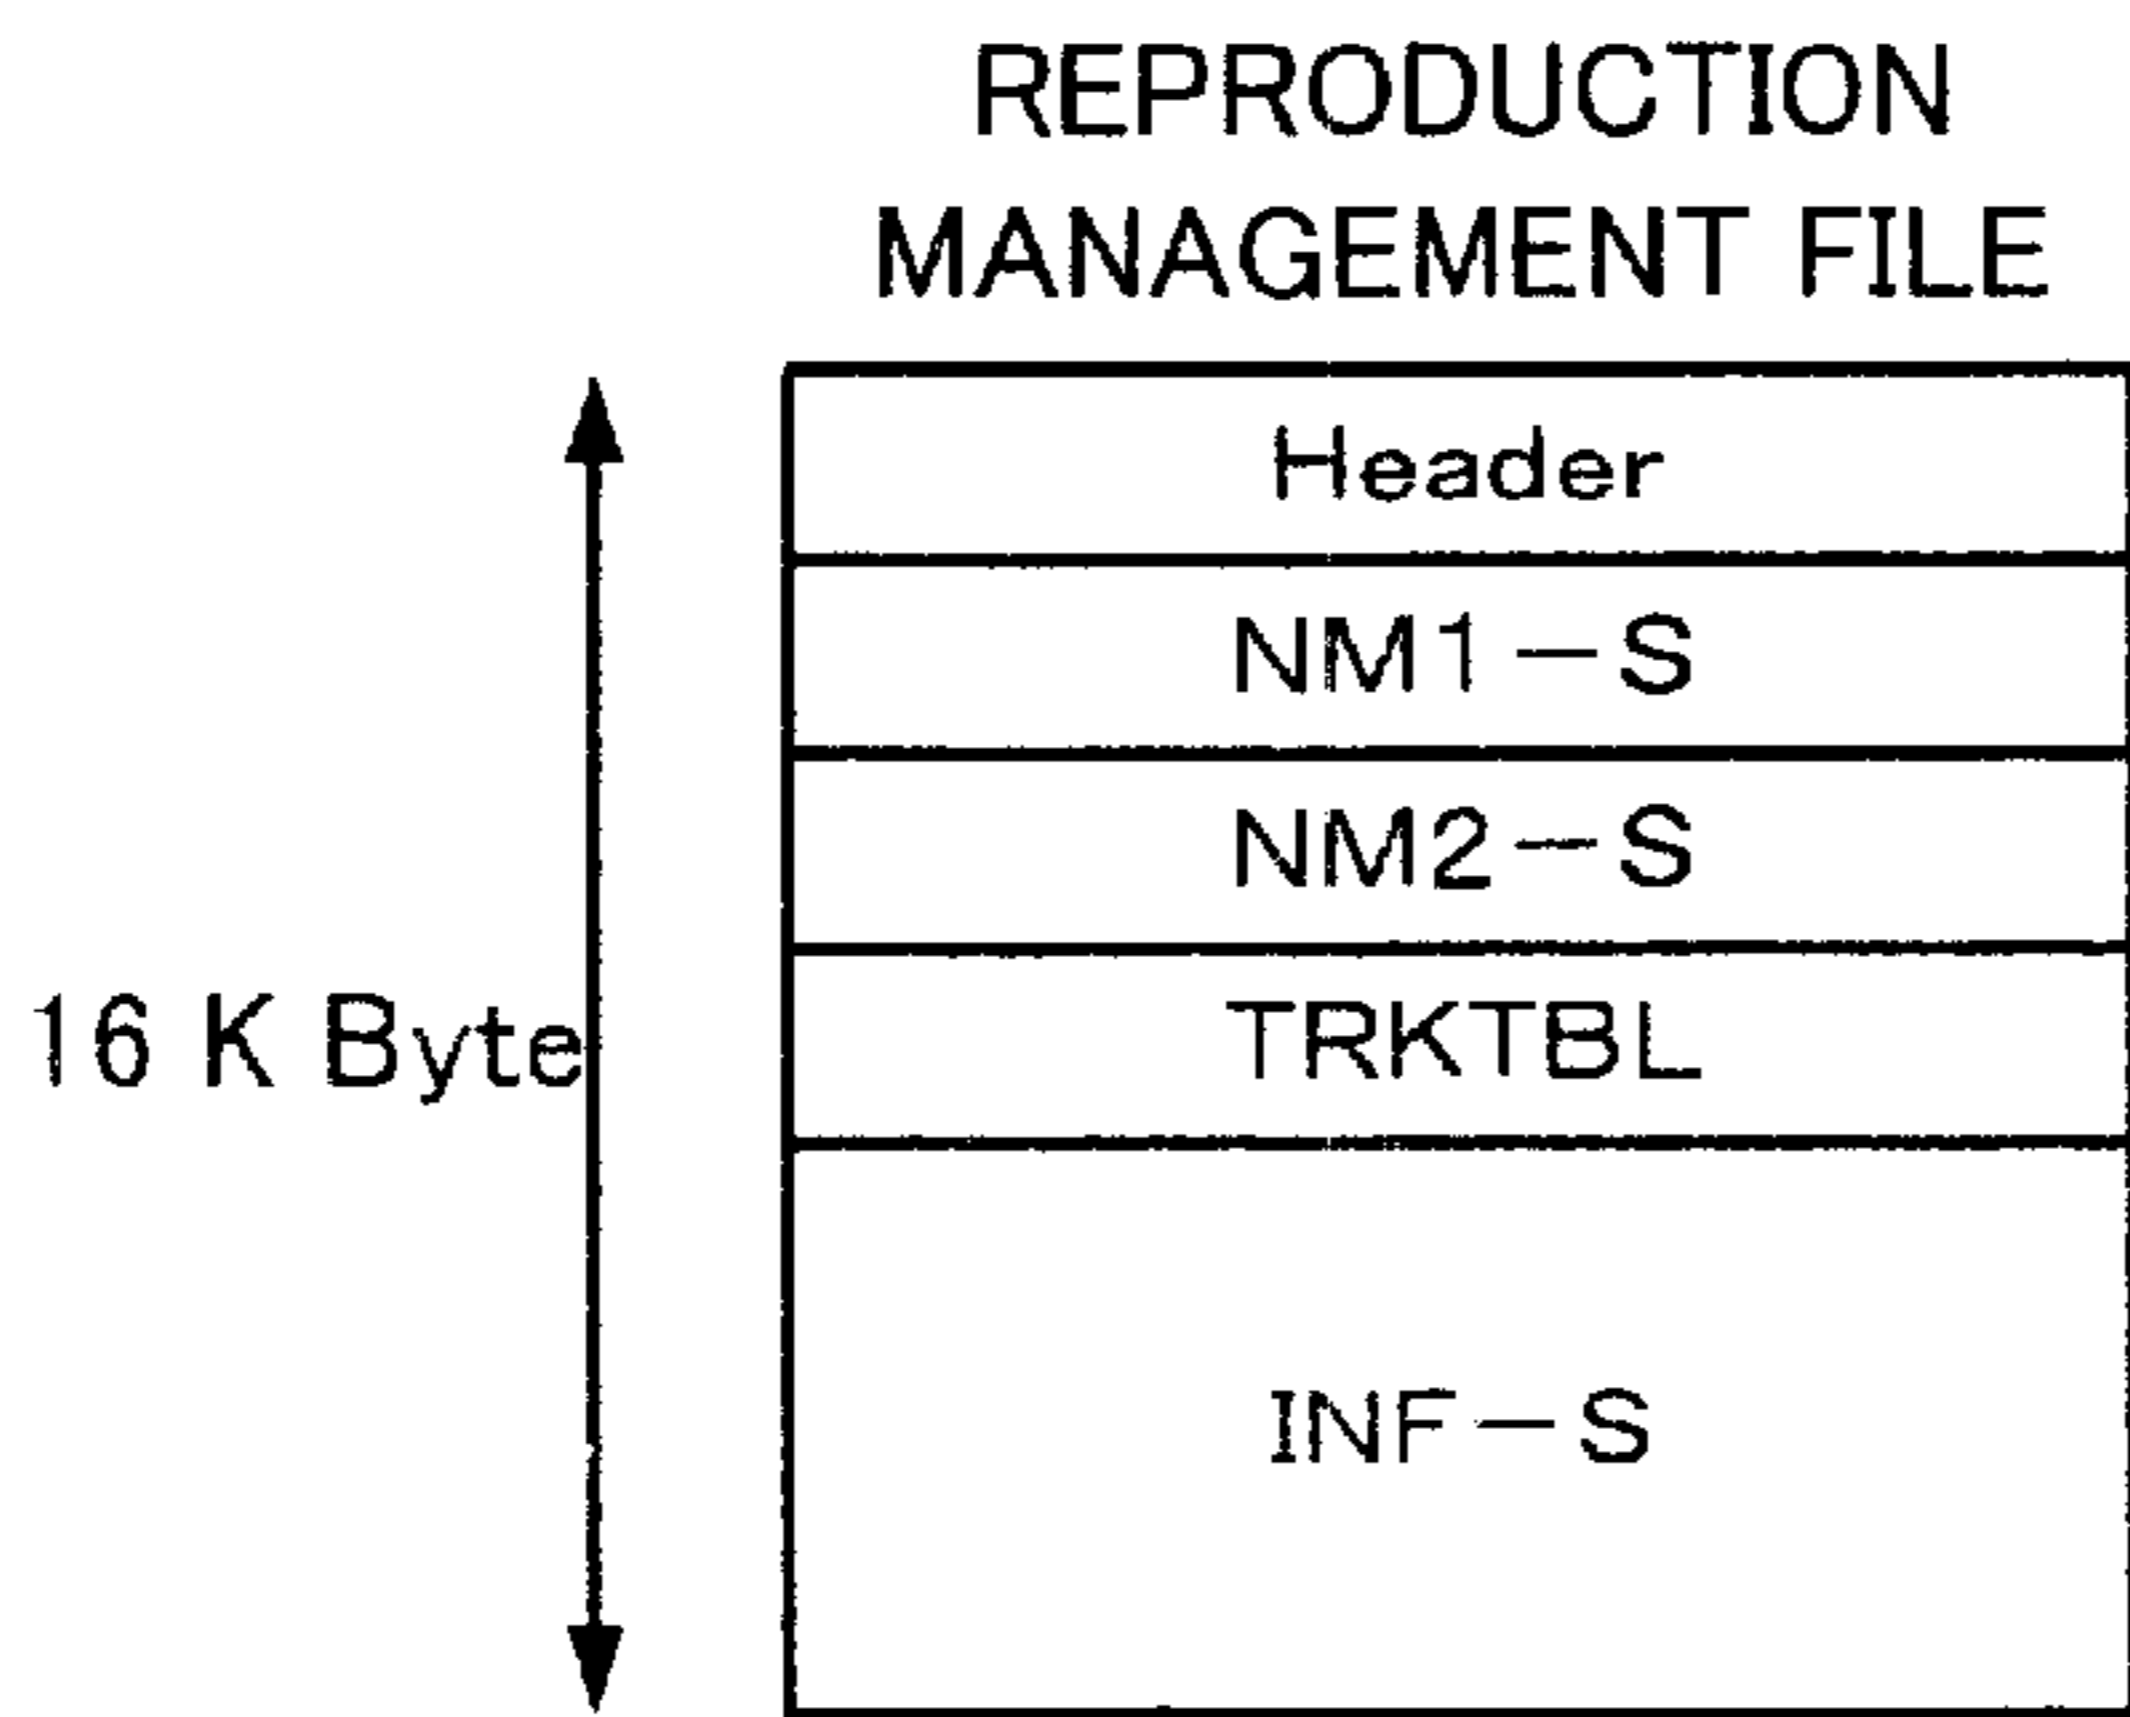 REPRODUCTION
MANAGEMENT FILE
Header
NM1-S
NM2-S
TRKTBL
16 K Byte
INF-S